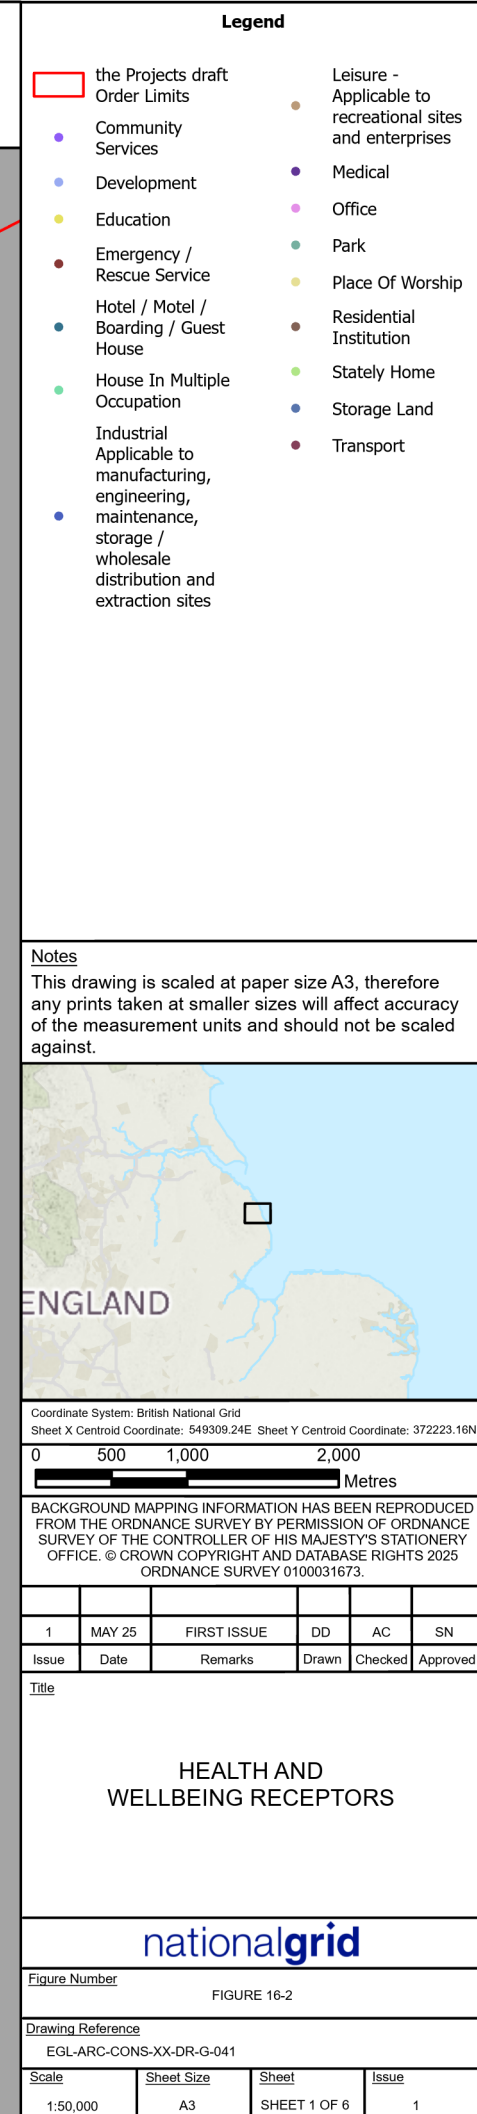 Legend
the Projects draft
Order Limits
Community
Services
Development
Education
Emergency /
Rescue Service
Hotel / Motel /
Boarding / Guest
House
House In Multiple
Occupation
Industrial
Applicable to
manufacturing,
engineering,
maintenance,
storage /
wholesale
distribution and
extraction sites
Leisure -
Applicable to
recreational sites
and enterprises
Medical
Office
Park
Place Of Worship
Residential
Institution
Stately Home
Storage Land
Transport
Notes
This drawing is scaled at paper size A3, therefore
any prints taken at smaller sizes will affect accuracy
of the measurement units and should not be scaled
against.
ENGLAND
Coordinate System: British National Grid
Sheet X Centroid Coordinate: 549309.24E Sheet Y Centroid Coordinate: 372223.16N
0 500 1,000 2,000
Metres
BACKGROUND MAPPING INFORMATION HAS BEEN REPRODUCED
FROM THE ORDNANCE SURVEY BY PERMISSION OF ORDNANCE
SURVEY OF THE CONTROLLER OF HIS MAJESTY'S STATIONERY
OFFICE. © CROWN COPYRIGHT AND DATABASE RIGHTS 2025
ORDNANCE SURVEY 0100031673.
1 MAY 25 FIRST ISSUE DD AC SN
Issue Date Remarks Drawn Checked Approved
Title
HEALTH AND
WELLBEING RECEPTORS
nationalgrid
Figure Number
FIGURE 16-2
Drawing Reference
EGL-ARC-CONS-XX-DR-G-041
Scale Sheet Size Sheet Issue
1:50,000 A3 SHEET 1 OF 6 1